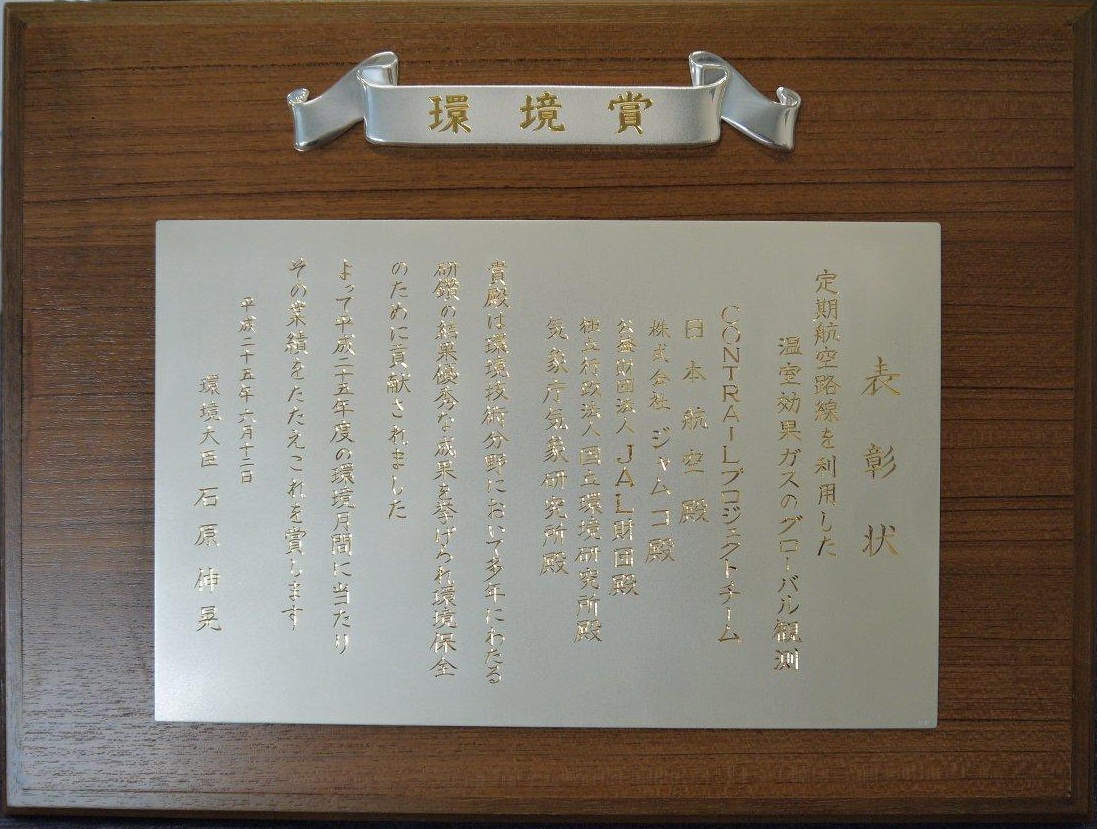 環境賞
表彰状
定期航空路線を利用した
温室効果ガスのグローバル観測
CONTRAILプロジェクトチーム
日本航空殿
株式会社ジャムコ殿
公益財団法人JAL財団殿
独立行政法人国立環境研究所殿
気象庁気象研究所殿
貴殿は環境技術分野において多年にわたる
研鑽の結果優秀な成果を挙げられ環境保全
のために貢献されました
よって平成二十五年度の環境月間に当たり
その業績をたたえこれを賞します
平成二十五年六月十二日
環境大臣 石原伸晃